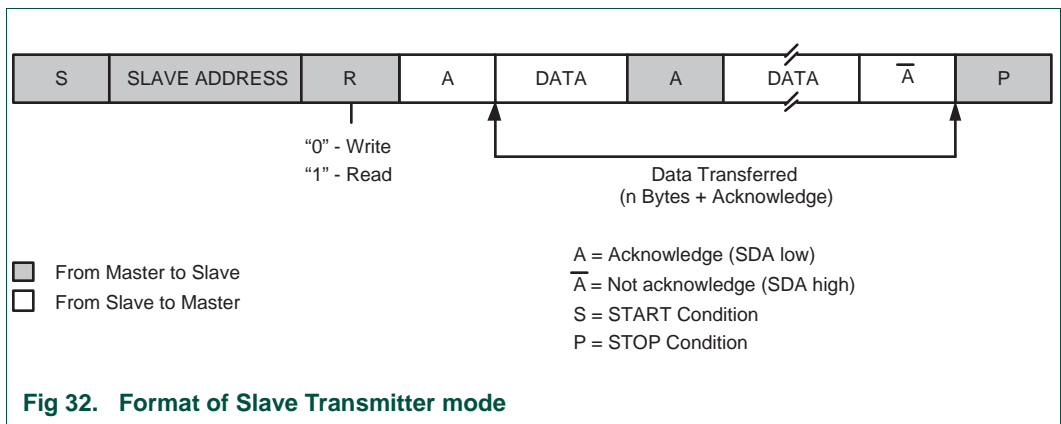 S SLAVE ADDRESS R A DATA A DATA A̅ P
“0” - Write
“1” - Read
Data Transferred
(n Bytes + Acknowledge)
From Master to Slave
From Slave to Master
A = Acknowledge (SDA low)
A̅ = Not acknowledge (SDA high)
S = START Condition
P = STOP Condition
Fig 32. Format of Slave Transmitter mode